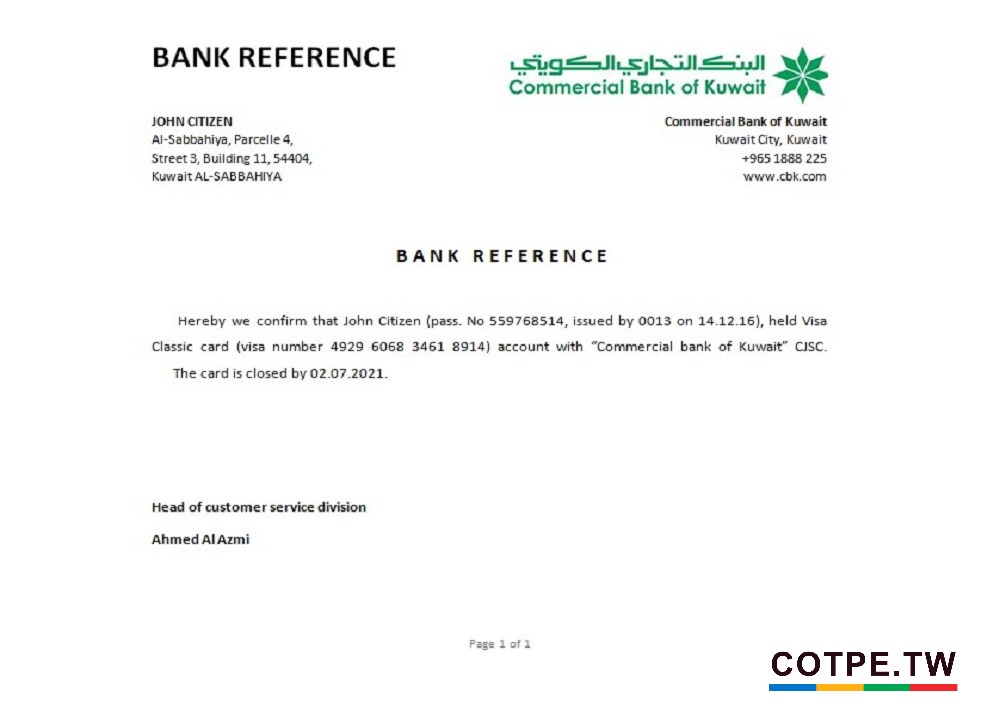 BANK REFERENCE
البنك التجاري الكويتي
Commercial Bank of Kuwait
JOHN CITIZEN
Al-Sabbahiya, Parcelle 4,
Street 3, Building 11, 54404,
Kuwait AL-SABBAHIYA
Commercial Bank of Kuwait
Kuwait City, Kuwait
+965 1888 225
www.cbk.com
BANK REFERENCE
Hereby we confirm that John Citizen (pass. No 559768514, issued by 0013 on 14.12.16), held Visa
Classic card (visa number 4929 6068 3461 8914) account with “Commercial bank of Kuwait” CJSC.
The card is closed by 02.07.2021.
Head of customer service division
Ahmed Al Azmi
Page 1 of 1
COTPE.TW